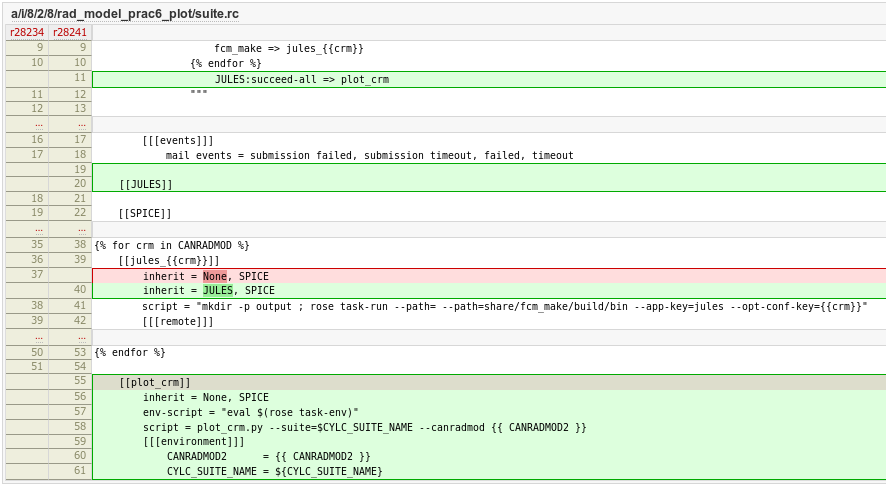 a/i/8/2/8/rad_model_prac6_plot/suite.rc
r28234 r28241
9 9 fcm_make => jules_{{crm}}
10 10 {% endfor %}
11 JULES:succeed-all => plot_crm
11 12 """
12 13
... ...
16 17 [[[events]]]
17 18 mail events = submission failed, submission timeout, failed, timeout
19
20 [[JULES]]
18 21
19 22 [[SPICE]]
... ...
35 38 {% for crm in CANRADMOD %}
36 39 [[jules_{{crm}}]]
37 inherit = None, SPICE
40 inherit = JULES, SPICE
38 41 script = "mkdir -p output ; rose task-run --path= --path=share/fcm_make/build/bin --app-key=jules --opt-conf-key={{crm}}"
39 42 [[[remote]]]
... ...
50 53 {% endfor %}
51 54
55 [[plot_crm]]
56 inherit = None, SPICE
57 env-script = "eval $(rose task-env)"
58 script = plot_crm.py --suite=$CYLC_SUITE_NAME --canradmod {{ CANRADMOD2 }}
59 [[[environment]]]
60 CANRADMOD2 = {{ CANRADMOD2 }}
61 CYLC_SUITE_NAME = ${CYLC_SUITE_NAME}